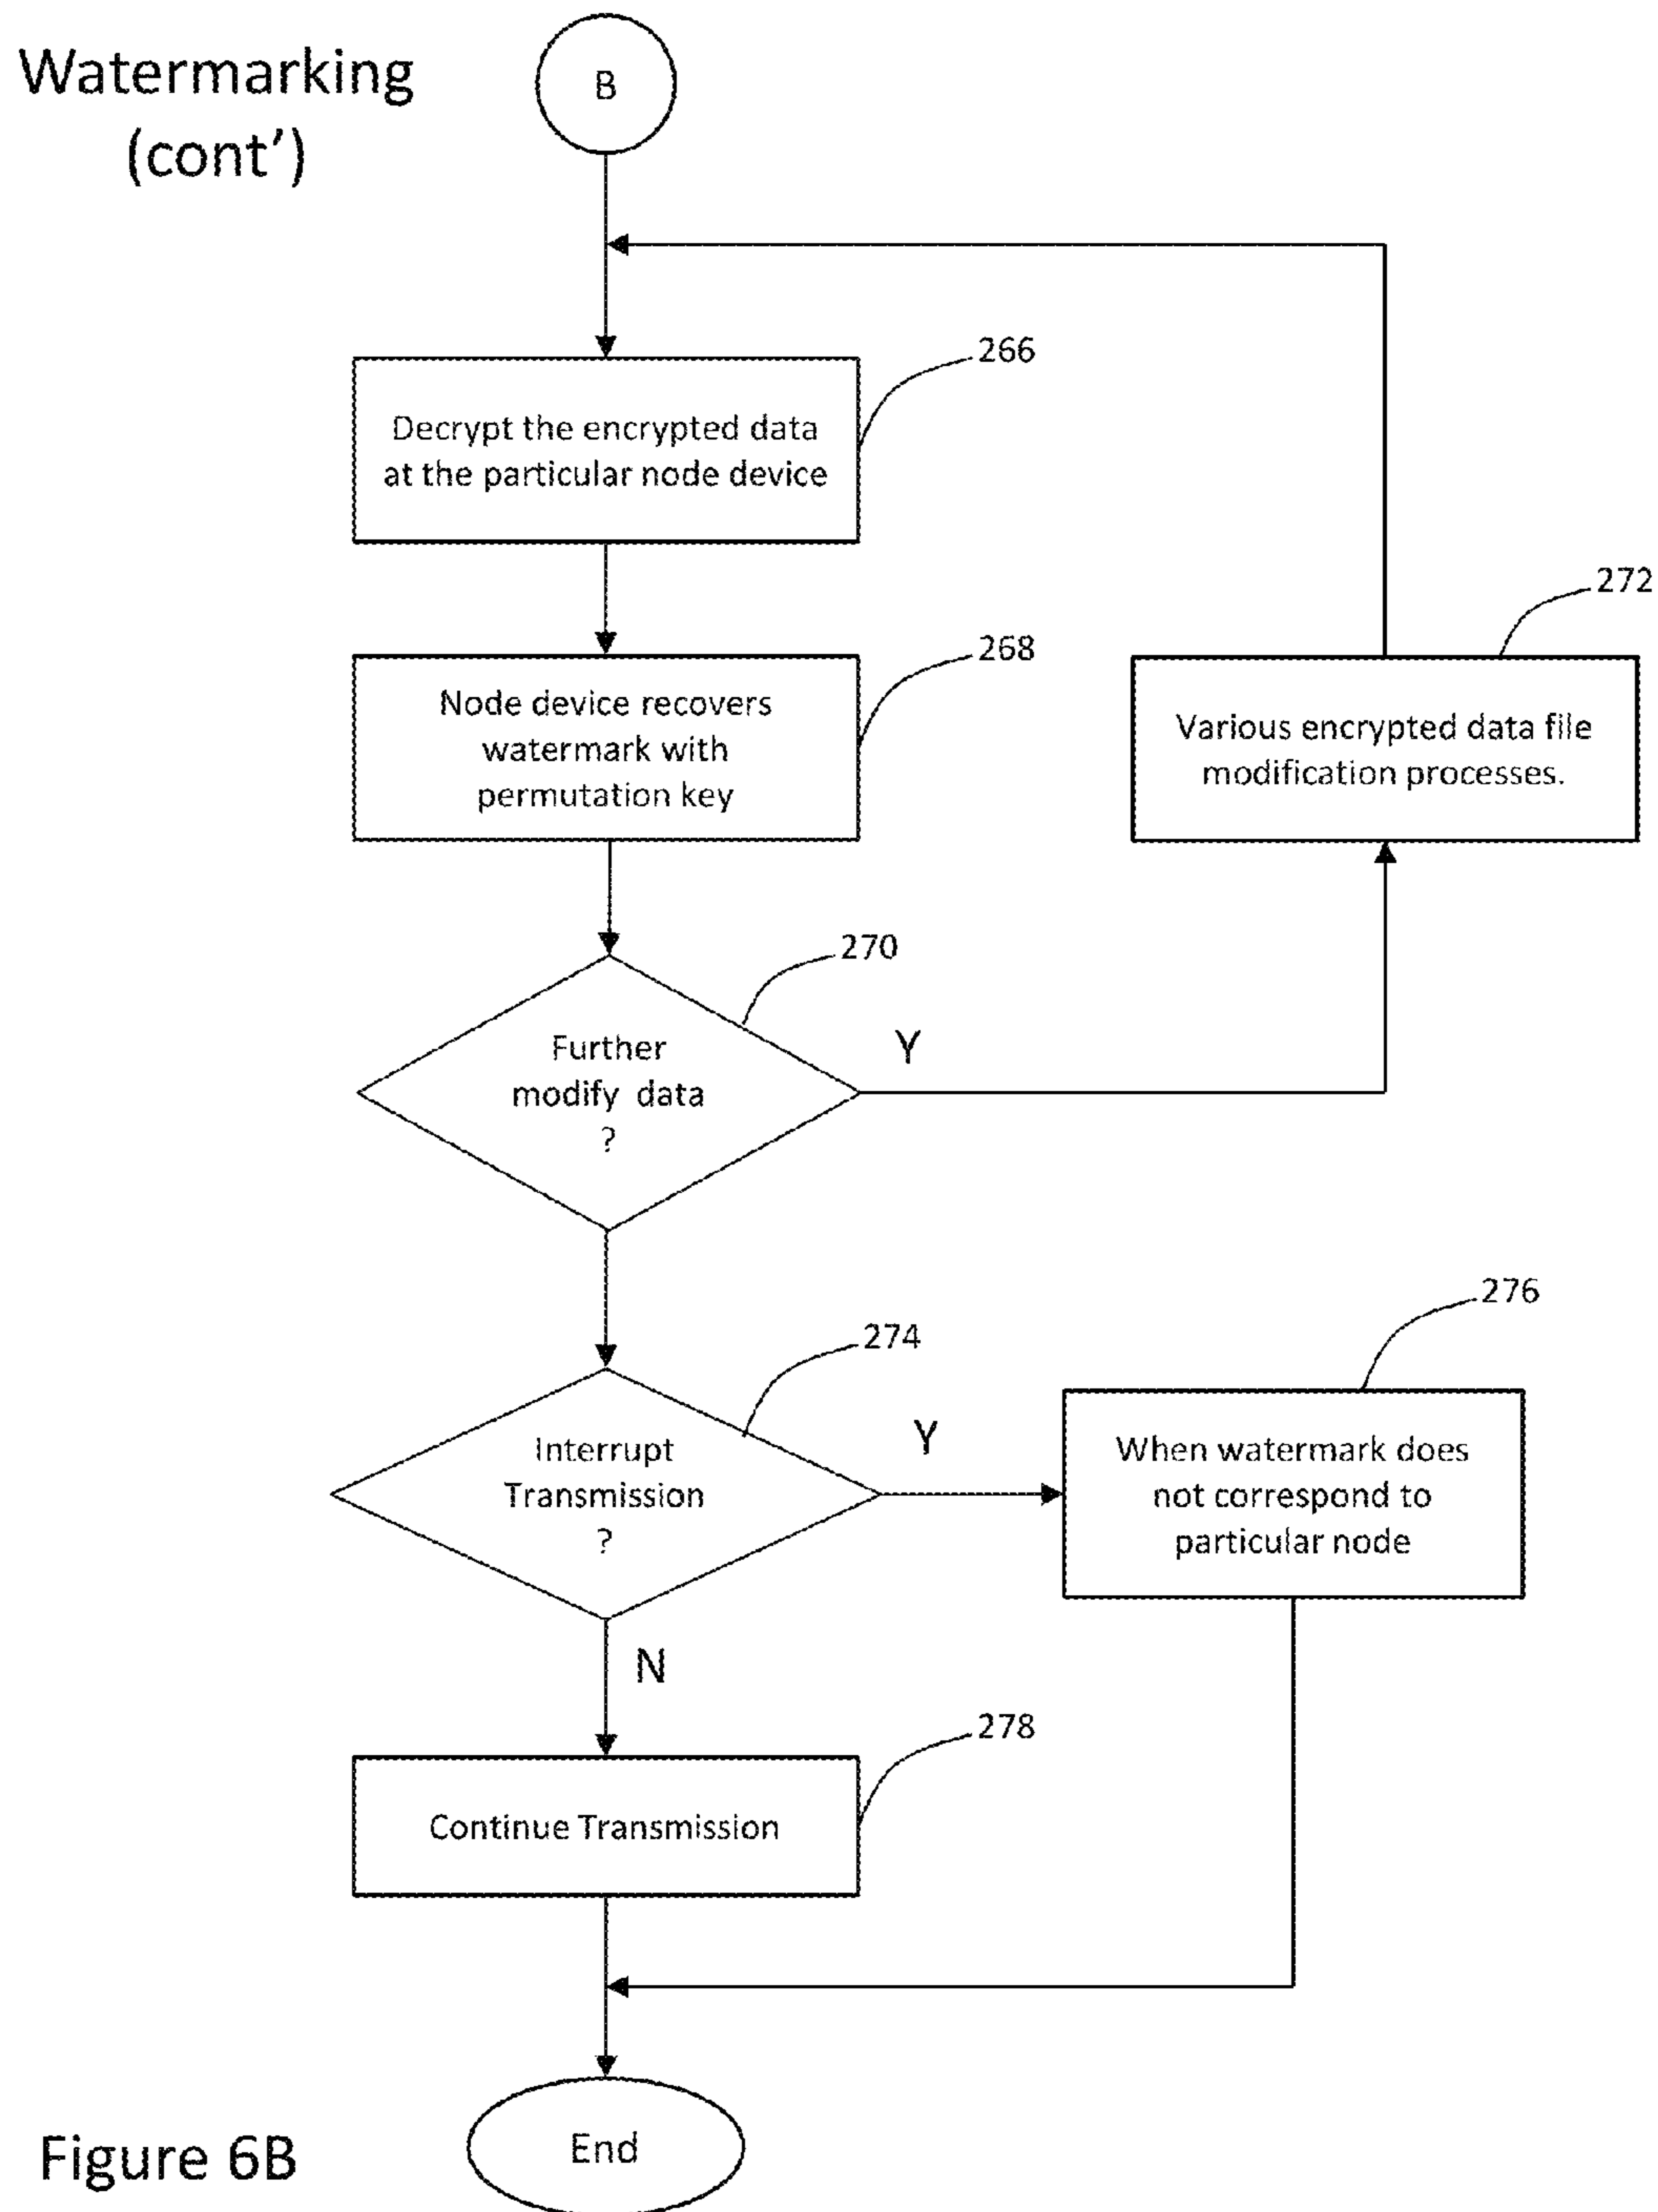 Watermarking
(cont')
B
266
Decrypt the encrypted data
at the particular node device
272
268
Node device recovers
watermark with
permutation key
Various encrypted data file
modification processes.
270
Further
modify data
?
Y
276
274
Interrupt
Transmission
?
Y
When watermark does
not correspond to
particular node
N
278
Continue Transmission
End
Figure 6B